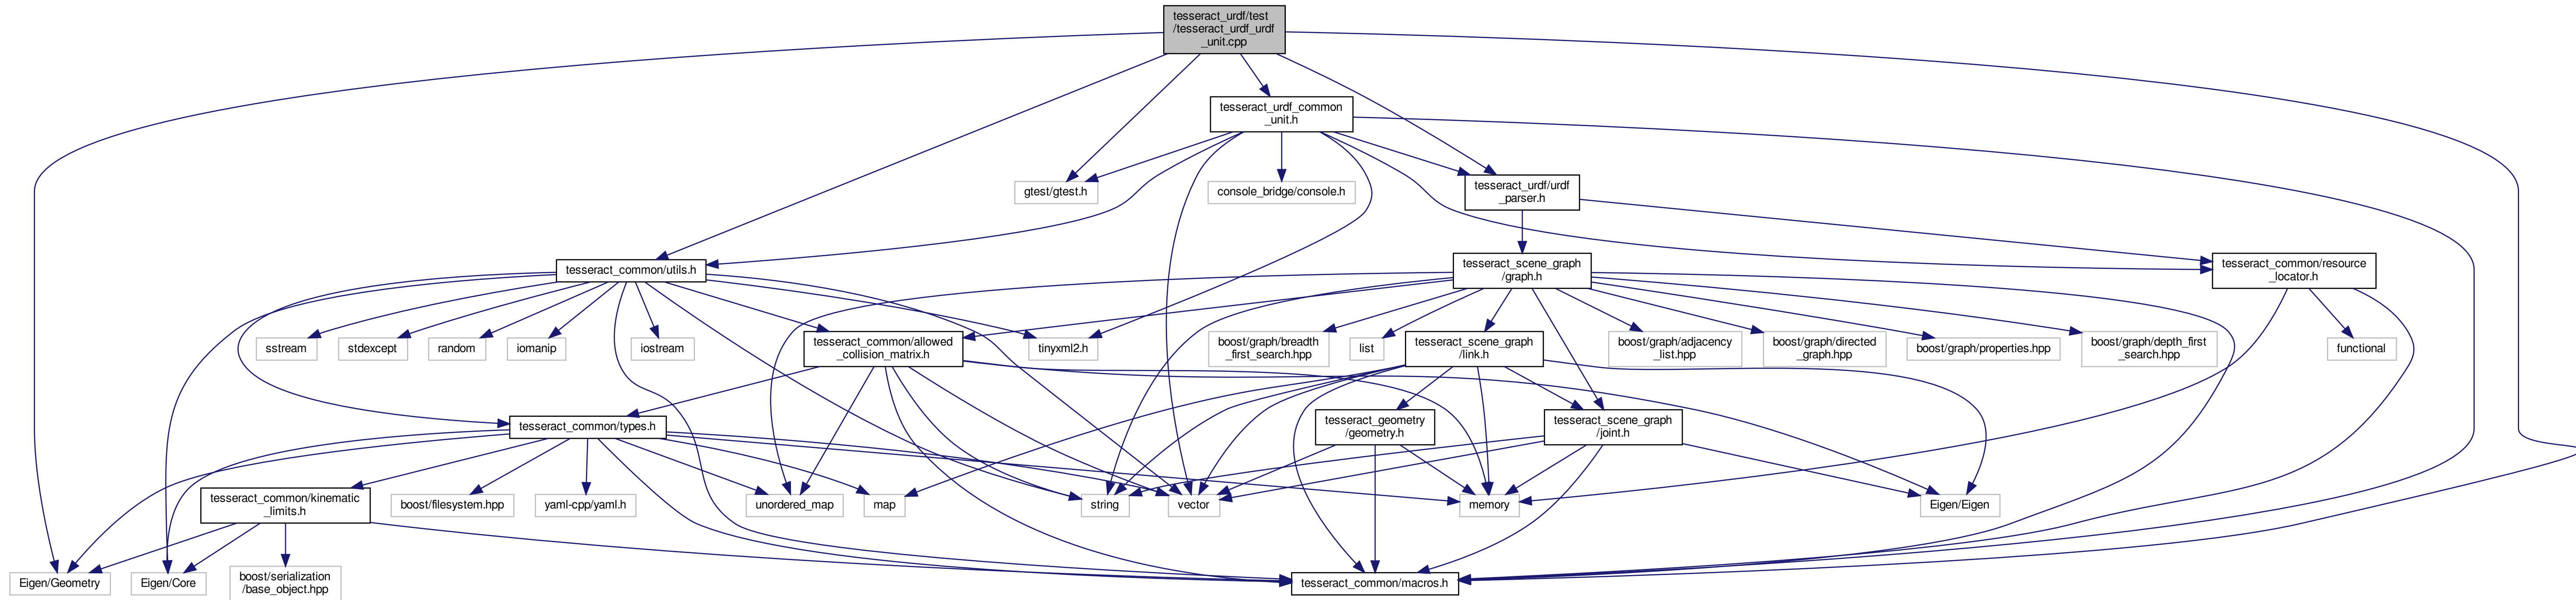 tesseract_urdf/test
/tesseract_urdf_urdf
_unit.cpp
tesseract_urdf_common
_unit.h
gtest/gtest.h
console_bridge/console.h
tesseract_urdf/urdf
_parser.h
tesseract_common/utils.h
tesseract_scene_graph
/graph.h
tesseract_common/resource
_locator.h
sstream
stdexcept
random
iomanip
iostream
tesseract_common/allowed
_collision_matrix.h
tinyxml2.h
boost/graph/breadth
_first_search.hpp
list
tesseract_scene_graph
/link.h
boost/graph/adjacency
_list.hpp
boost/graph/directed
_graph.hpp
boost/graph/properties.hpp
boost/graph/depth_first
_search.hpp
functional
tesseract_common/types.h
tesseract_geometry
/geometry.h
tesseract_scene_graph
/joint.h
tesseract_common/kinematic
_limits.h
boost/filesystem.hpp
yaml-cpp/yaml.h
unordered_map
map
string
vector
memory
Eigen/Eigen
Eigen/Geometry
Eigen/Core
boost/serialization
/base_object.hpp
tesseract_common/macros.h